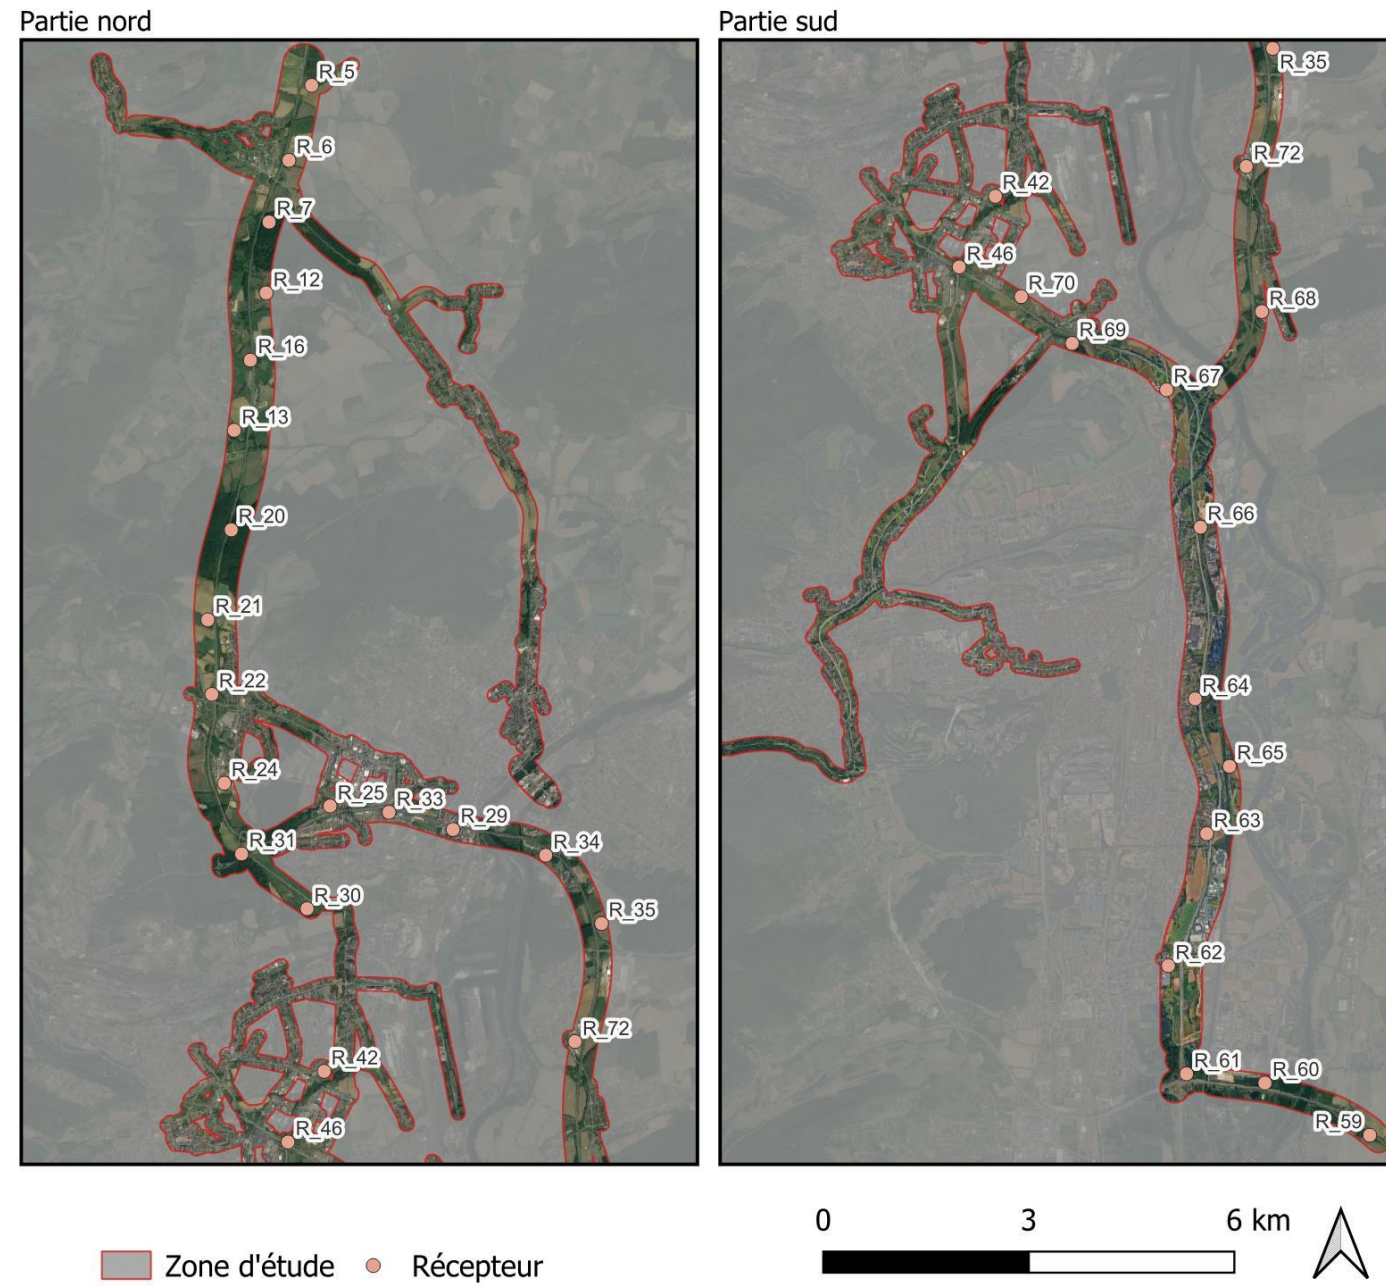 Partie nord
R_5
R_6
R_7
R_12
R_16
R_13
R_20
R_21
R_22
R_24
R_25
R_33
R_29
R_31
R_34
R_30
R_35
R_72
R_42
R_46
Partie sud
R_35
R_72
R_42
R_46
R_70
R_68
R_69
R_67
R_66
R_64
R_65
R_63
R_62
R_61
R_60
R_59
Zone d'étude
Récepteur
0 3 6 km